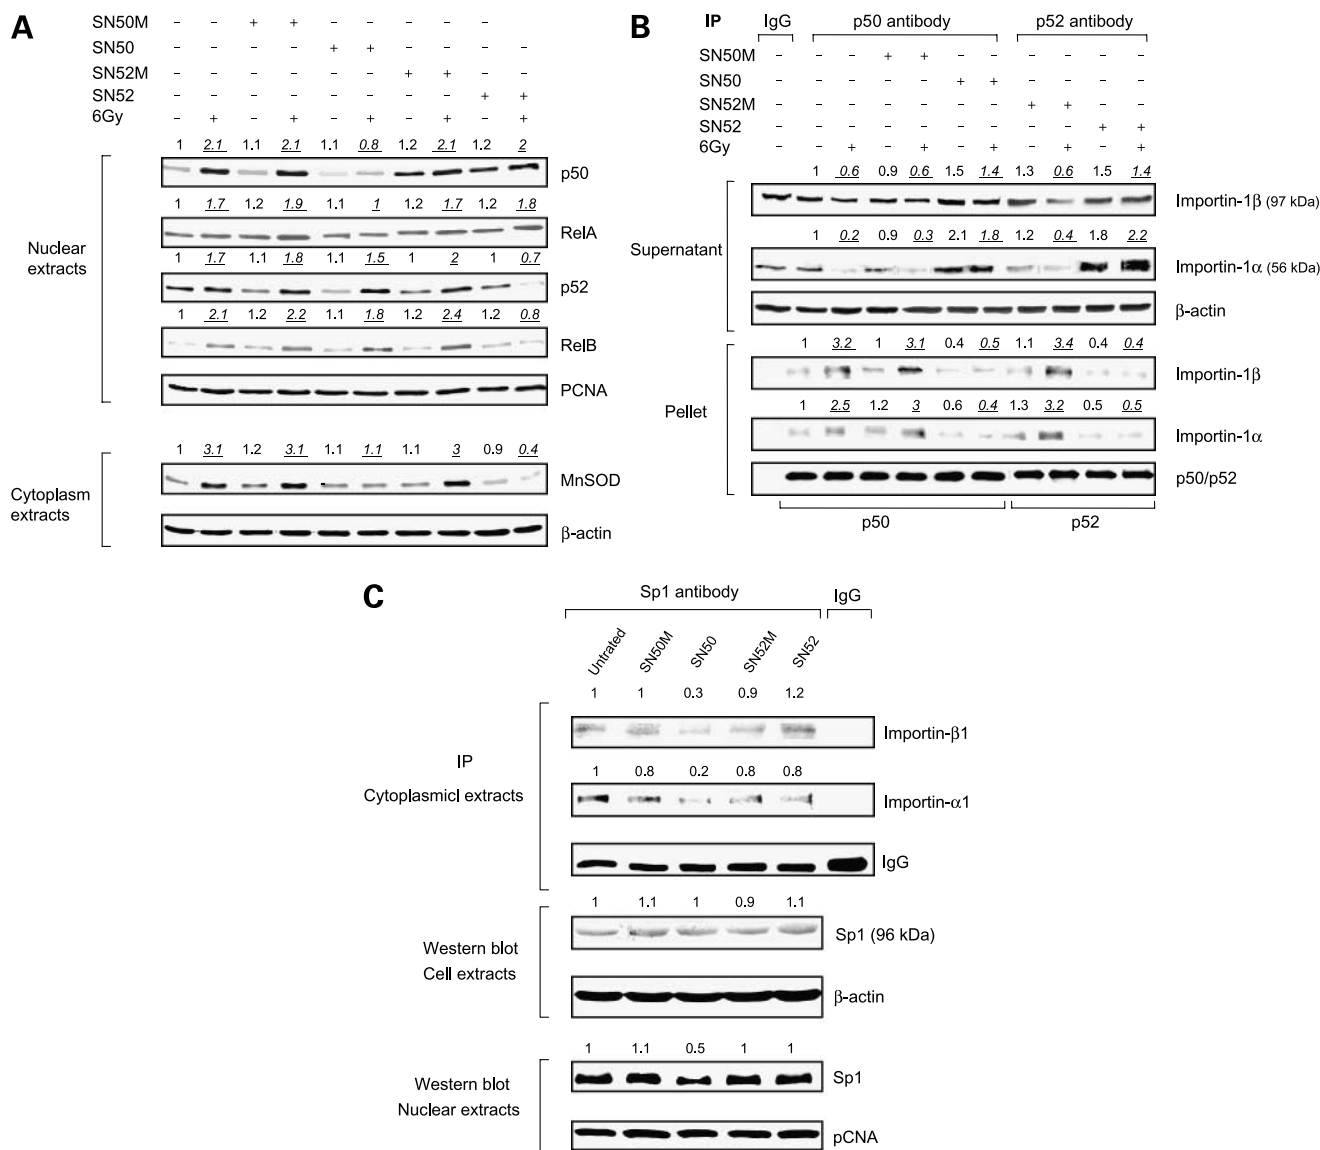 A
SN50M – – + + – – – – – –
SN50 – – – – + + – – – –
SN52M – – – – – – + + – –
SN52 – – – – – – – – + +
6Gy – + – + – + – + – +
1 2.1 1.1 2.1 1.1 0.8 1.2 2.1 1.2 2
p50
1 1.7 1.2 1.9 1.1 1 1.2 1.7 1.2 1.8
RelA
Nuclear
extracts
1 1.7 1.1 1.8 1.1 1.5 1 2 1 0.7
p52
1 2.1 1.2 2.2 1.1 1.8 1.2 2.4 1.2 0.8
RelB
PCNA
1 3.1 1.2 3.1 1.1 1.1 1.1 3 0.9 0.4
MnSOD
Cytoplasm
extracts
β-actin
B
IP IgG p50 antibody p52 antibody
SN50M – – – + + – – – – – –
SN50 – – – – – + + – – – –
SN52M – – – – – – – + + – –
SN52 – – – – – – – – – + +
6Gy – – + – + – + – + – +
1 0.6 0.9 0.6 1.5 1.4 1.3 0.6 1.5 1.4
Importin-1β (97 kDa)
Supernatant
1 0.2 0.9 0.3 2.1 1.8 1.2 0.4 1.8 2.2
Importin-1α (56 kDa)
β-actin
1 3.2 1 3.1 0.4 0.5 1.1 3.4 0.4 0.4
Importin-1β
Pellet
1 2.5 1.2 3 0.6 0.4 1.3 3.2 0.5 0.5
Importin-1α
p50/p52
p50 p52
C
Sp1 antibody IgG
Untrated SN50M SN50 SN52M SN52
1 1 0.3 0.9 1.2
Importin-β1
IP
Cytoplasmicl extracts
1 0.8 0.2 0.8 0.8
Importin-α1
IgG
1 1.1 1 0.9 1.1
Sp1 (96 kDa)
Western blot
Cell extracts
β-actin
1 1.1 0.5 1 1
Sp1
Western blot
Nuclear extracts
pCNA